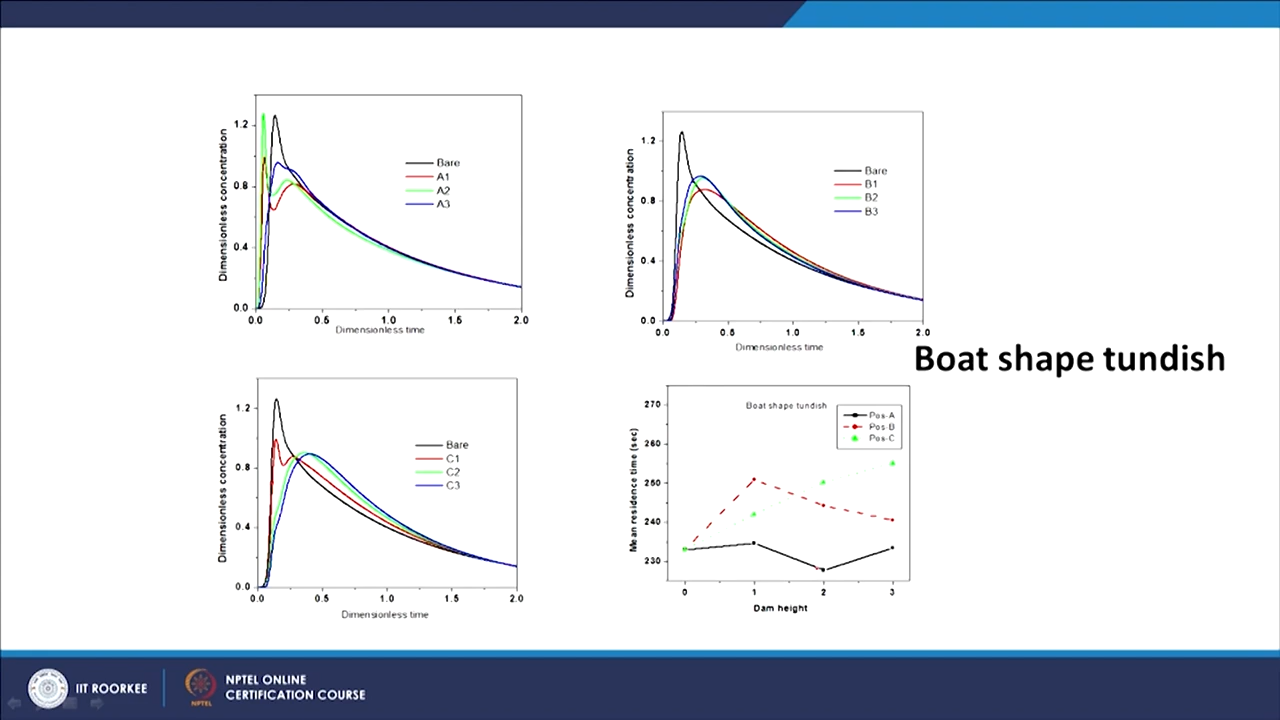 1.2
0.8
0.4
0.0
Dimensionless concentration
Bare
A1
A2
A3
0.0 0.5 1.0 1.5 2.0
Dimensionless time
1.2
0.8
0.4
0.0
Dimensionless concentration
Bare
B1
B2
B3
0.0 0.5 1.0 1.5 2.0
Dimensionless time
Boat shape tundish
1.2
0.8
0.4
0.0
Dimensionless concentration
Bare
C1
C2
C3
0.0 0.5 1.0 1.5 2.0
Dimensionless time
270
260
250
240
230
Mean residence time (sec)
Boat shape tundish
Pos-A
Pos-B
Pos-C
0 1 2 3
Dam height
IIT ROORKEE
NPTEL
NPTEL ONLINE
CERTIFICATION COURSE